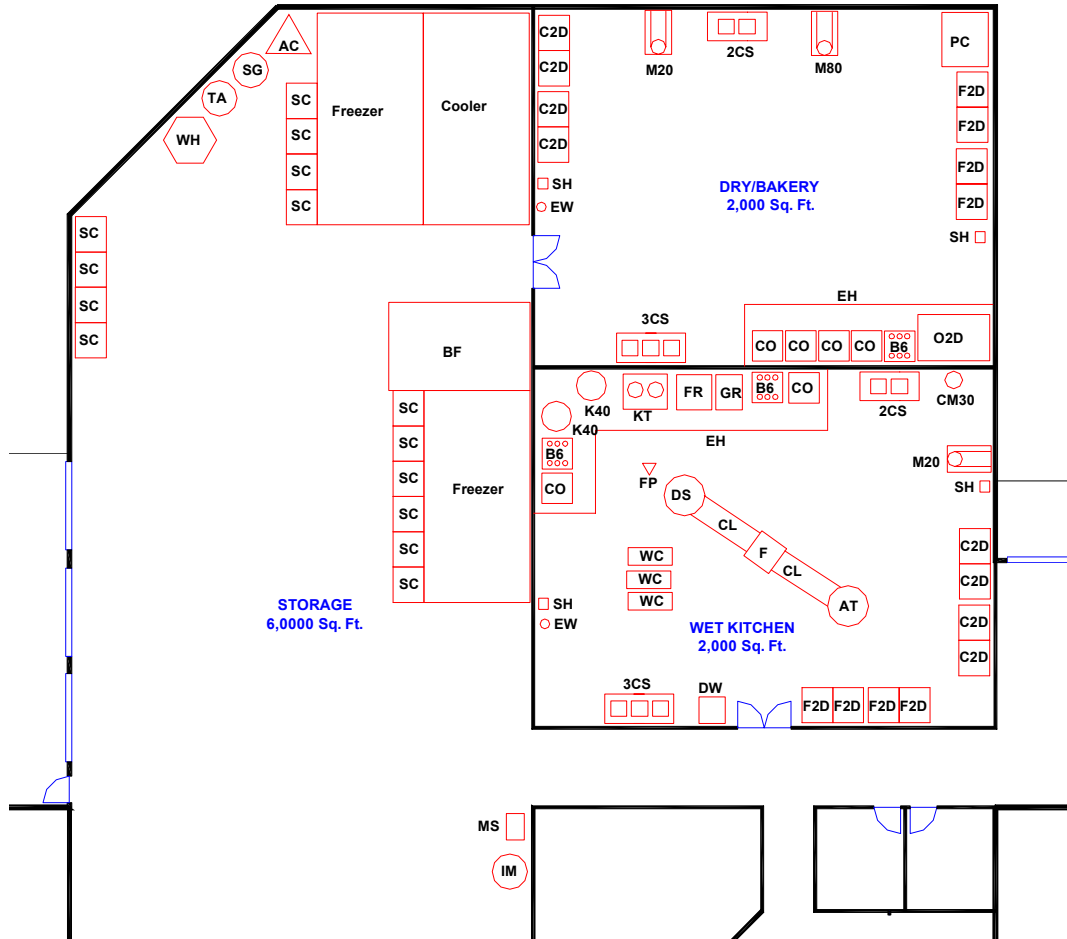 AC
SG
TA
WH
SC
SC
SC
SC
Freezer
Cooler
C2D
C2D
C2D
C2D
SH
EW
M20
2CS
M80
PC
F2D
F2D
F2D
F2D
SH
DRY/BAKERY
2,000 Sq. Ft.
SC
SC
SC
SC
EH
3CS
CO
CO
CO
CO
B6
O2D
BF
K40
KT
FR
GR
B6
CO
2CS
CM30
K40
EH
B6
CO
M20
SH
SC
SC
SC
SC
SC
SC
Freezer
FP
DS
CL
F
CL
AT
WC
WC
WC
C2D
C2D
C2D
C2D
SH
EW
STORAGE
6,0000 Sq. Ft.
WET KITCHEN
2,000 Sq. Ft.
3CS
DW
F2D
F2D
F2D
F2D
MS
IM